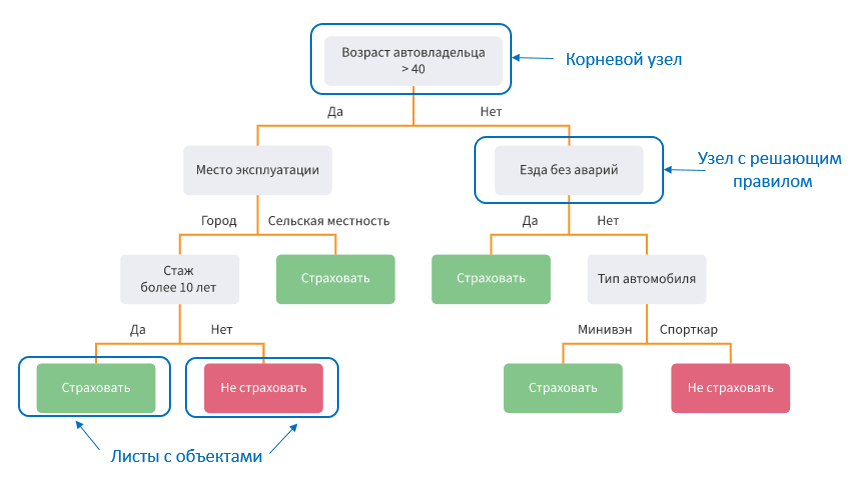 Возраст автовладельца
> 40
Корневой узел
Да
Нет
Место эксплуатации
Езда без аварий
Узел с решающим
правилом
Город
Сельская местность
Да
Нет
Стаж
более 10 лет
Страховать
Страховать
Тип автомобиля
Да
Нет
Минивэн
Спорткар
Страховать
Не страховать
Страховать
Не страховать
Листы с объектами